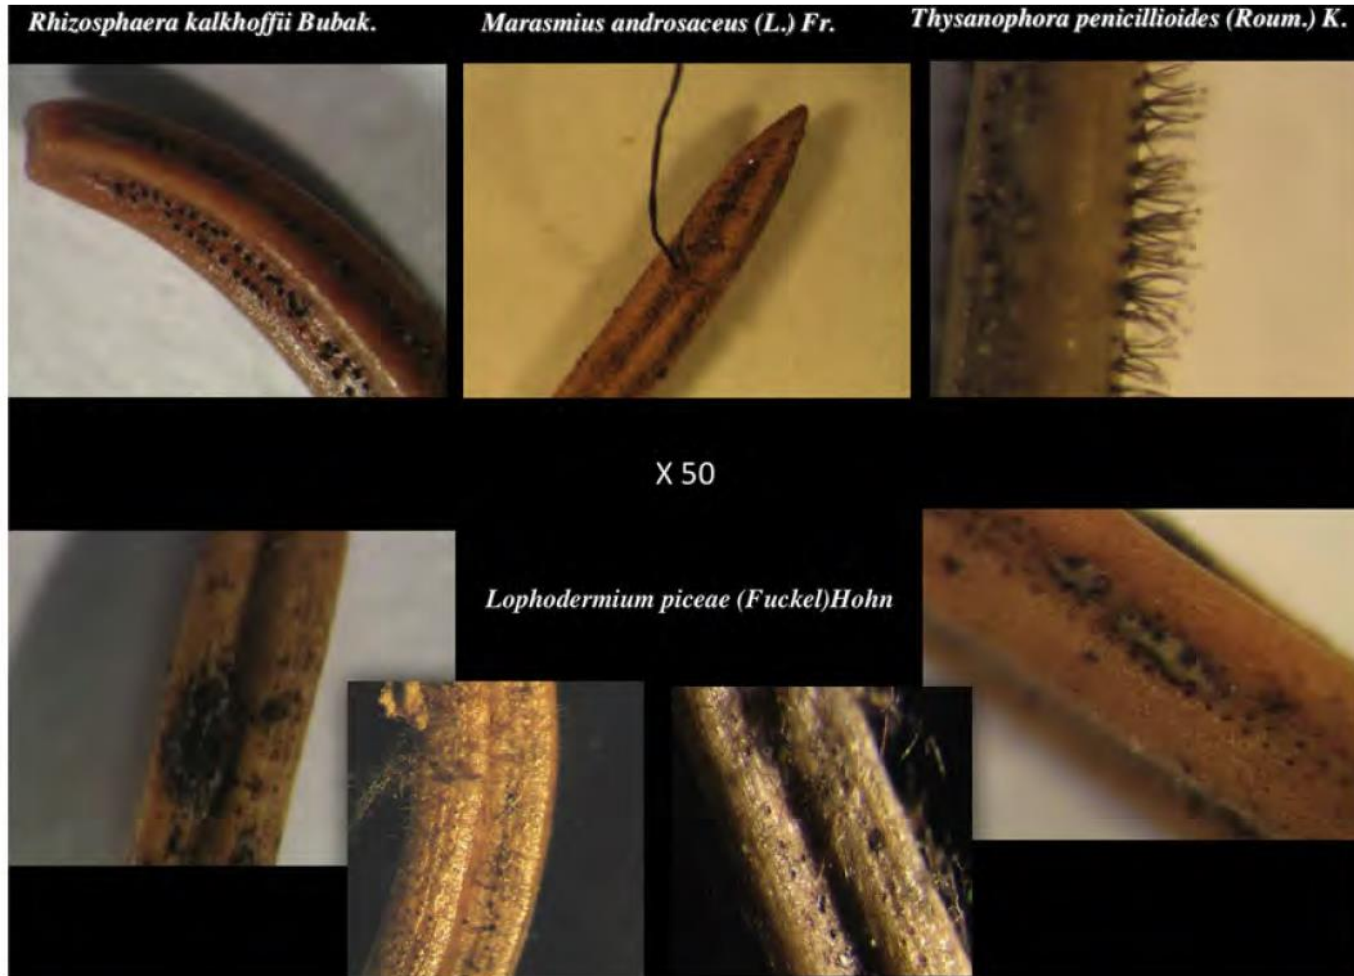 Rhizosphaera kalkhoffii Bubak.
Marasmius androsaceus (L.) Fr.
Thysanophora penicillioides (Roum.) K.
X 50
Lophodermium piceae (Fuckel)Hohn